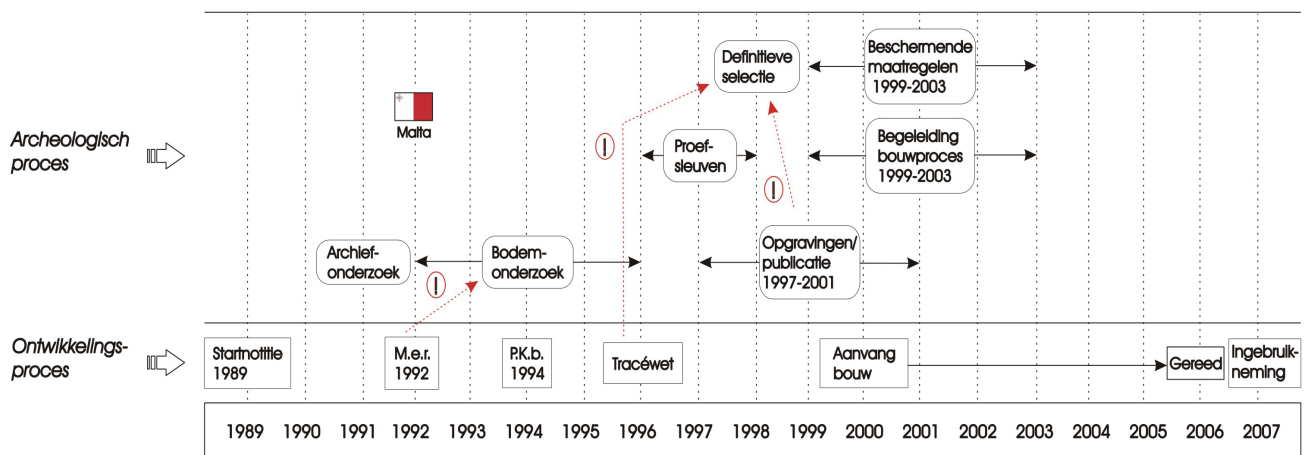 Definitieve
selectie
Beschermende
maatregelen
1999-2003
Malta
Archeologisch
proces
!
Proef-
sleuven
!
Begeleiding
bouwproces
1999-2003
Archief-
onderzoek
!
Bodem-
onderzoek
Opgravingen/
publicatie
1997-2001
Ontwikkelings-
proces
Startnotitie
1989
M.e.r.
1992
P.K.b.
1994
Tracéwet
Aanvang
bouw
Gereed
Ingebruik-
neming
1989 1990 1991 1992 1993 1994 1995 1996 1997 1998 1999 2000 2001 2002 2003 2004 2005 2006 2007